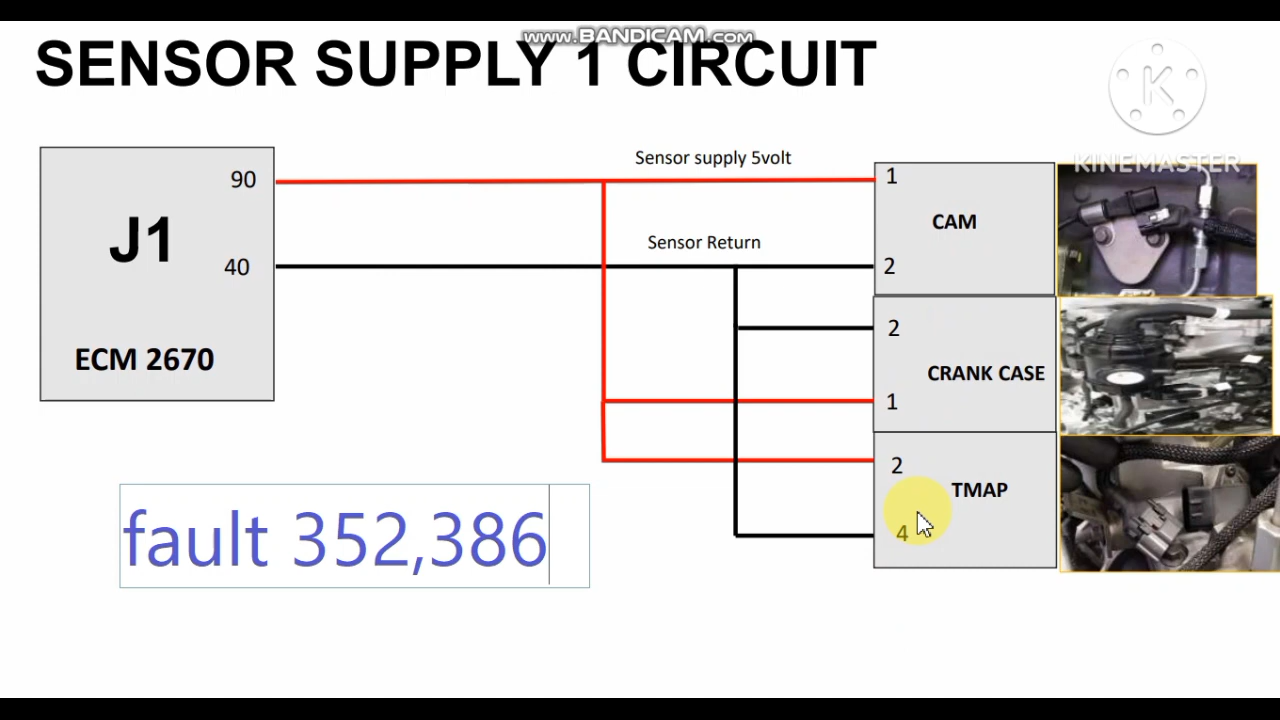 www.BANDICAM.com
SENSOR SUPPLY 1 CIRCUIT
K
KINEMASTER
Sensor supply 5volt
90
1
J1
CAM
Sensor Return
40
2
2
ECM 2670
CRANK CASE
1
2
TMAP
4
fault 352,386